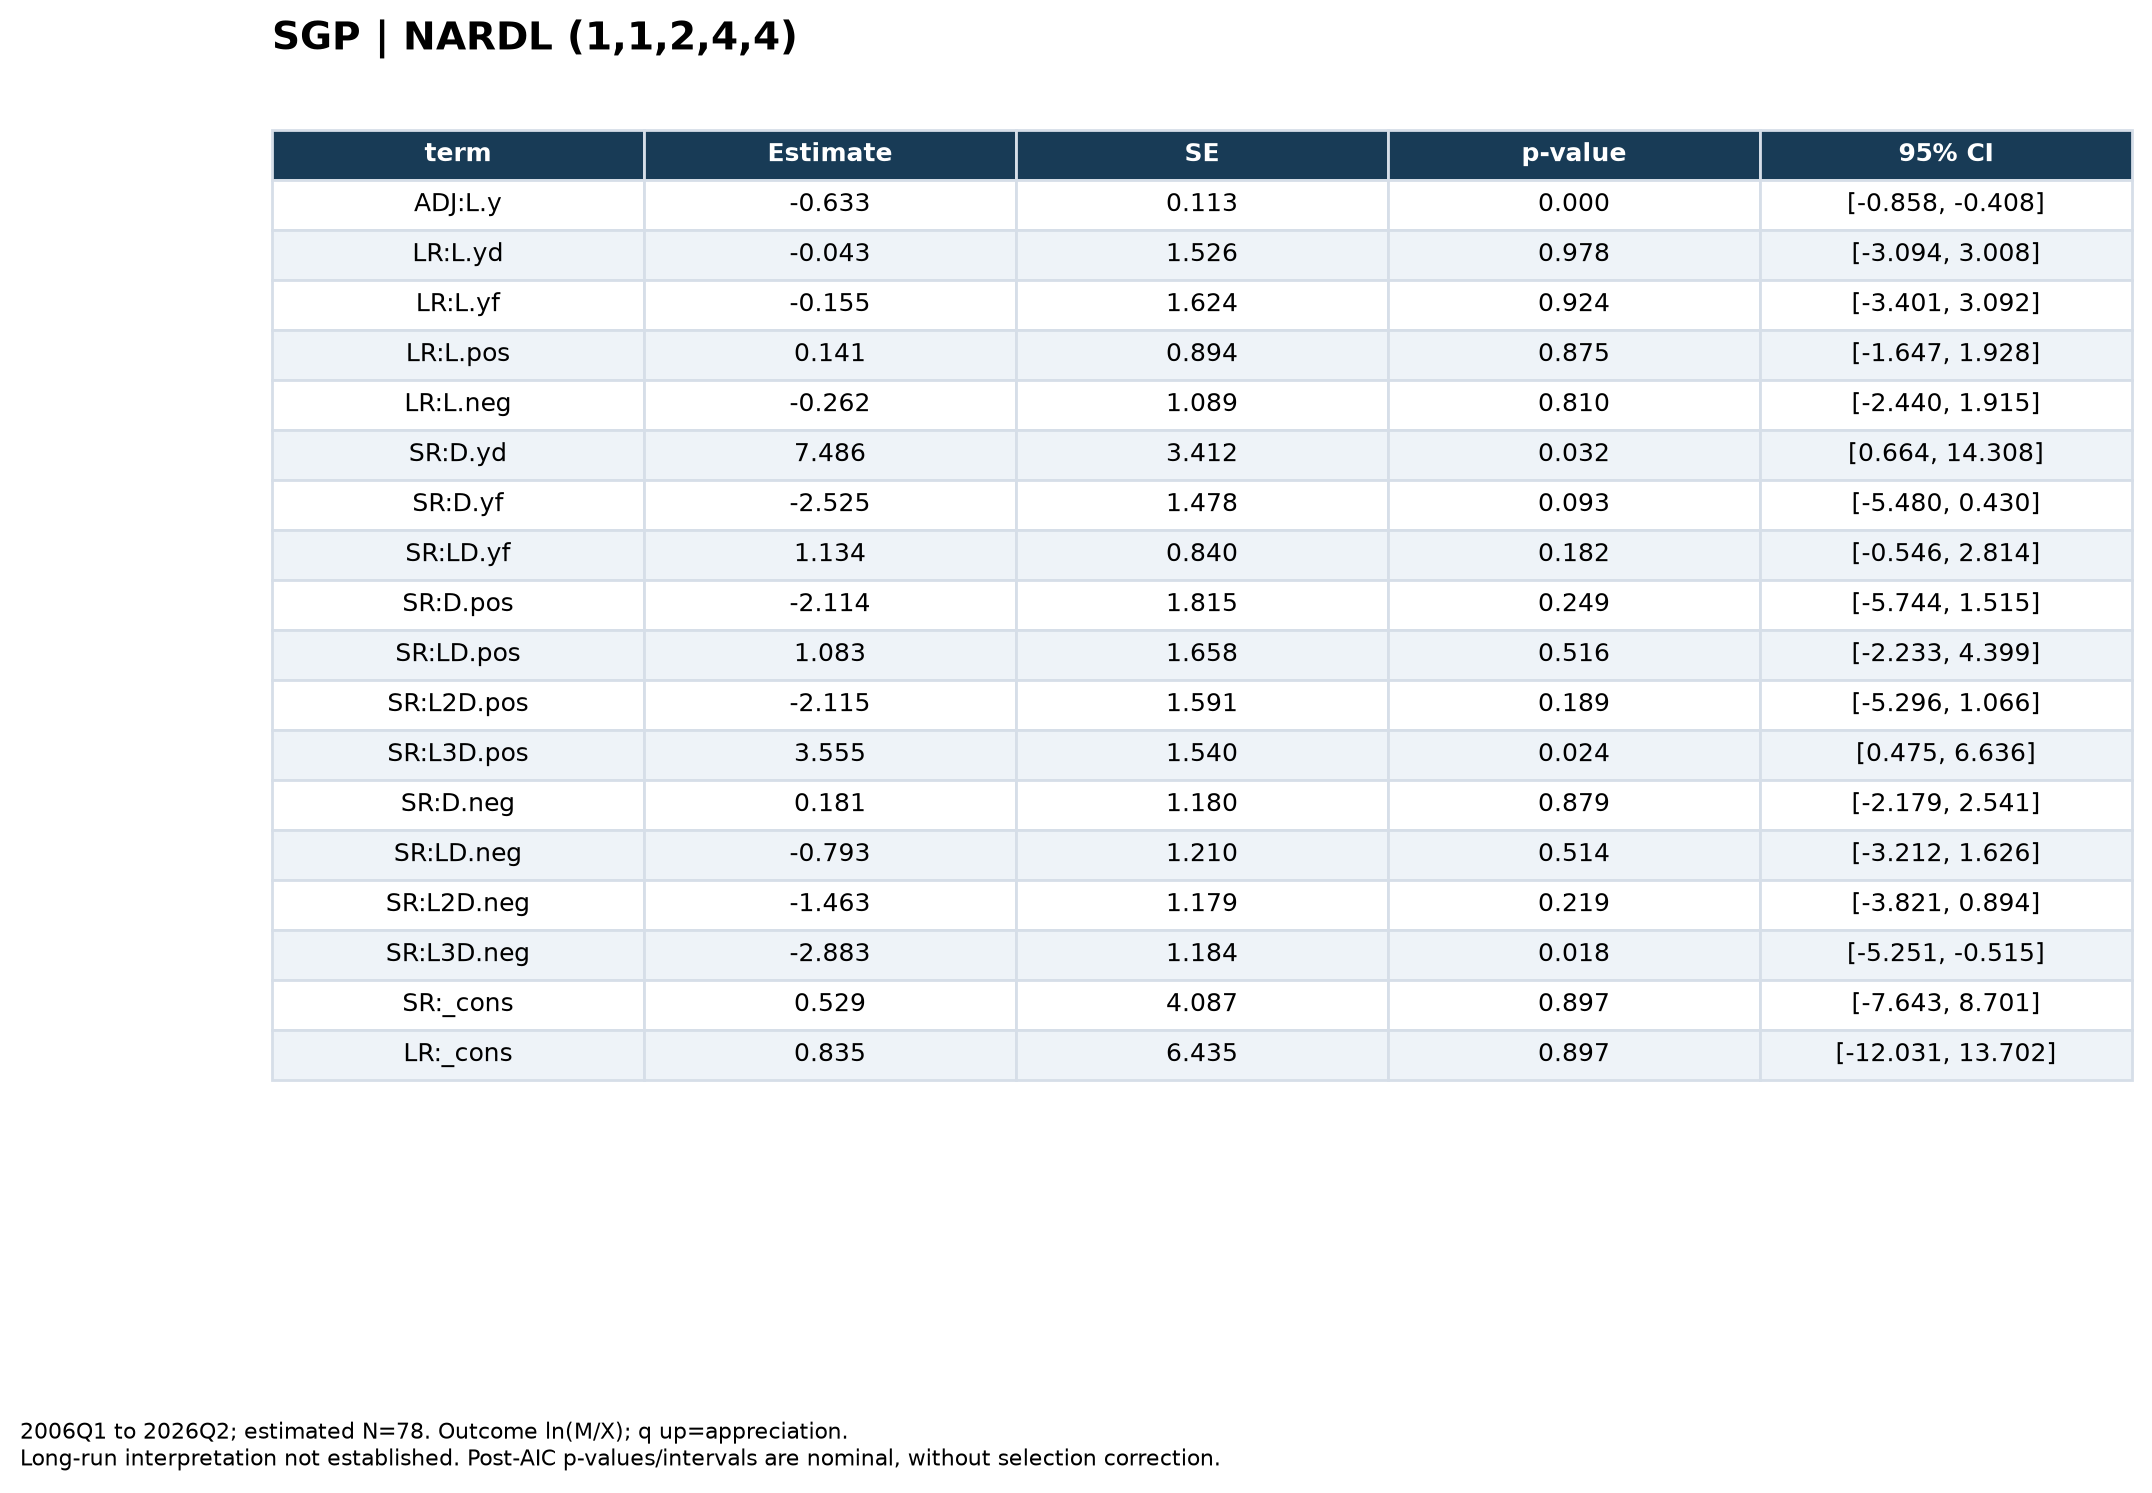 SGP | NARDL (1,1,2,4,4)
term Estimate SE p-value 95% CI
ADJ:L.y -0.633 0.113 0.000 [-0.858, -0.408]
LR:L.yd -0.043 1.526 0.978 [-3.094, 3.008]
LR:L.yf -0.155 1.624 0.924 [-3.401, 3.092]
LR:L.pos 0.141 0.894 0.875 [-1.647, 1.928]
LR:L.neg -0.262 1.089 0.810 [-2.440, 1.915]
SR:D.yd 7.486 3.412 0.032 [0.664, 14.308]
SR:D.yf -2.525 1.478 0.093 [-5.480, 0.430]
SR:LD.yf 1.134 0.840 0.182 [-0.546, 2.814]
SR:D.pos -2.114 1.815 0.249 [-5.744, 1.515]
SR:LD.pos 1.083 1.658 0.516 [-2.233, 4.399]
SR:L2D.pos -2.115 1.591 0.189 [-5.296, 1.066]
SR:L3D.pos 3.555 1.540 0.024 [0.475, 6.636]
SR:D.neg 0.181 1.180 0.879 [-2.179, 2.541]
SR:LD.neg -0.793 1.210 0.514 [-3.212, 1.626]
SR:L2D.neg -1.463 1.179 0.219 [-3.821, 0.894]
SR:L3D.neg -2.883 1.184 0.018 [-5.251, -0.515]
SR:_cons 0.529 4.087 0.897 [-7.643, 8.701]
LR:_cons 0.835 6.435 0.897 [-12.031, 13.702]
2006Q1 to 2026Q2; estimated N=78. Outcome ln(M/X); q up=appreciation.
Long-run interpretation not established. Post-AIC p-values/intervals are nominal, without selection correction.